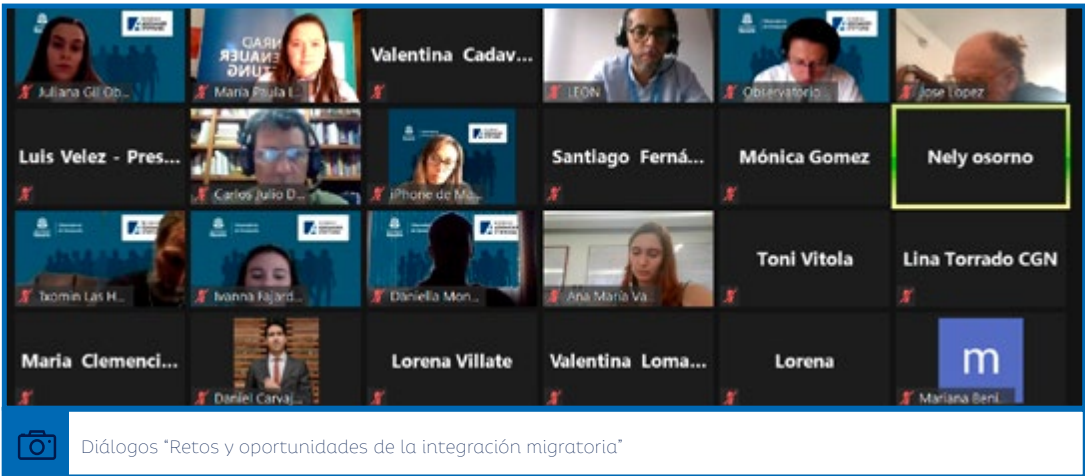 Valentina Cadav...
Juliana Gil Ob...
María Paula L
LEON
Observatorio
Jose Lopez
Luis Velez - Pres...
Carlos Julio D...
iPhone de Ma...
Santiago Ferná...
Mónica Gomez
Nely osorno
Txomin Las H...
Ivanna Fajard...
Daniella Mon...
Ana María Va
Toni Vitola
Lina Torrado CGN
Maria Clemenci...
Daniel Carvaj...
Lorena Villate
Valentina Loma...
Lorena
m
Mariana Beni
Diálogos “Retos y oportunidades de la integración migratoria”